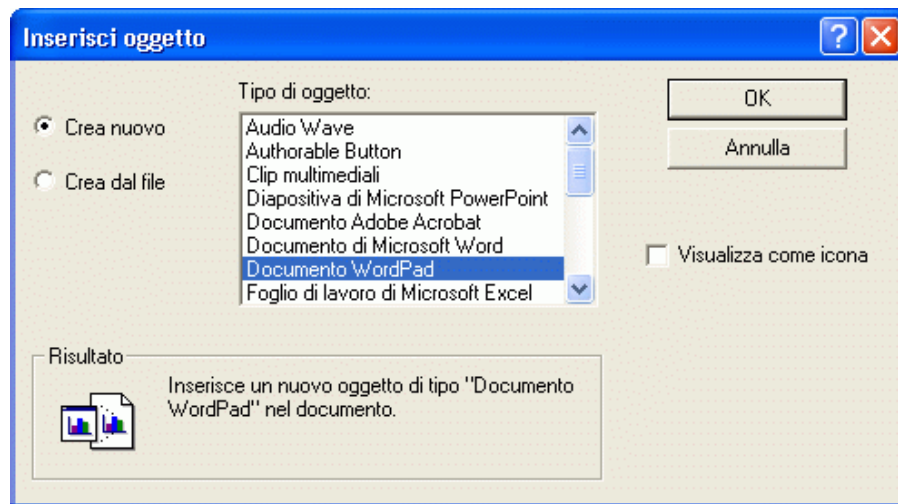 Inserisci oggetto
Crea nuovo
Crea dal file
Tipo di oggetto:
Audio Wave
Authorable Button
Clip multimediali
Diapositiva di Microsoft PowerPoint
Documento Adobe Acrobat
Documento di Microsoft Word
Documento WordPad
Foglio di lavoro di Microsoft Excel
OK
Annulla
Visualizza come icona
Risultato
Inserisce un nuovo oggetto di tipo "Documento
WordPad" nel documento.